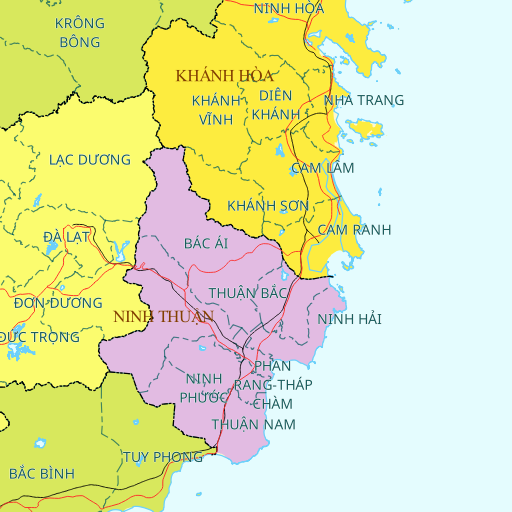 NINH HÒA
KRÔNG
BÔNG
KHÁNH HÒA
DIÊN
KHÁNH
KHÁNH
VĨNH
NHA TRANG
LẠC DƯƠNG
CAM LÂM
KHÁNH SƠN
CAM RANH
ĐÀ LẠT
BÁC ÁI
THUẬN BẮC
ĐƠN DƯƠNG
NINH THUẬN
NINH HẢI
ĐỨC TRỌNG
PHAN
RANG-THÁP
CHÀM
NINH
PHƯỚC
THUẬN NAM
TUY PHONG
BẮC BÌNH